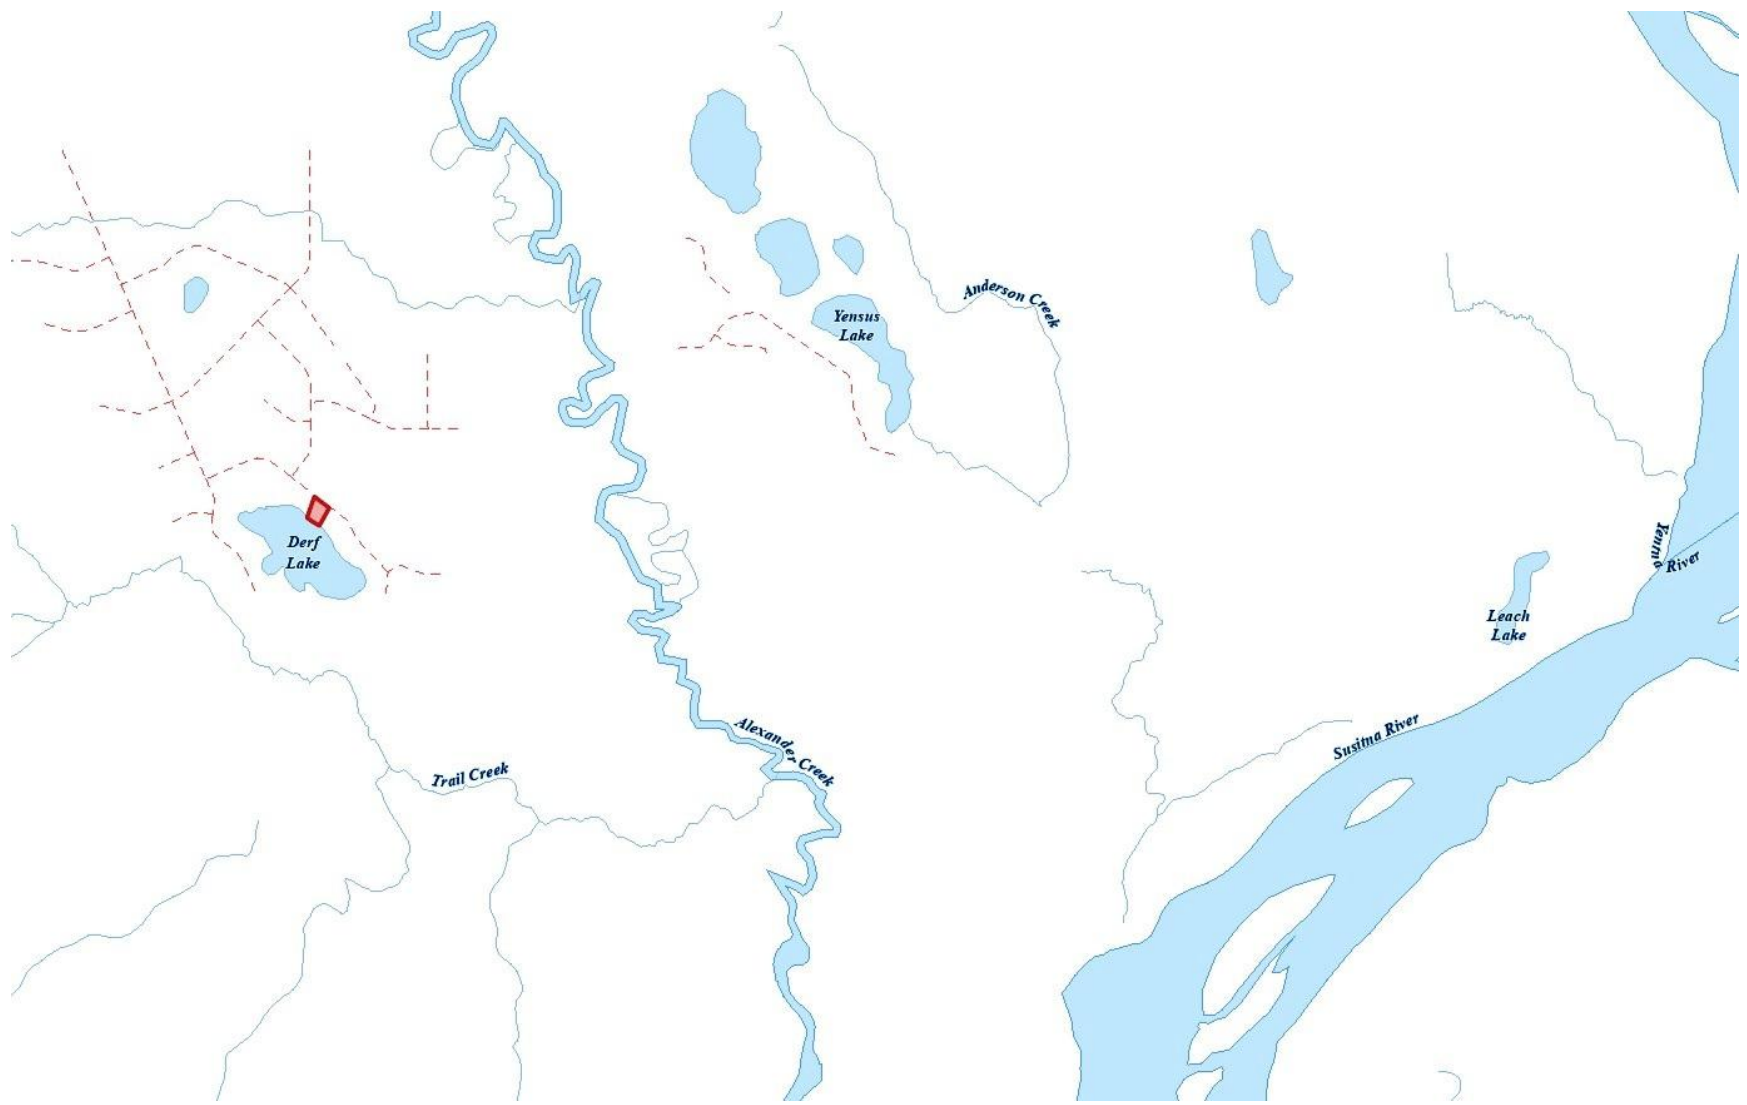 Anderson Creek
Yensus
Lake
Derf
Lake
Yentna
River
Leach
Lake
Susitna River
Alexander Creek
Trail Creek